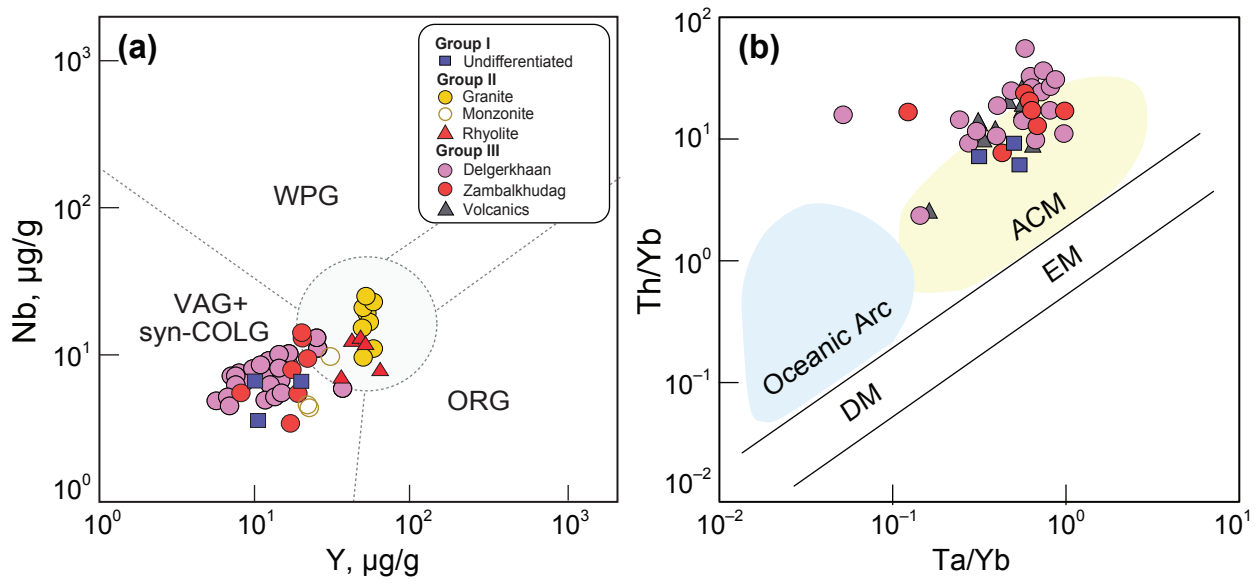 (a)
10³
10²
10¹
10⁰
Nb, µg/g
10⁰
10¹
10²
10³
Y, µg/g
WPG
VAG+
syn-COLG
ORG
Group I
Undifferentiated
Group II
Granite
Monzonite
Rhyolite
Group III
Delgerkhaan
Zambalkhudag
Volcanics
(b)
10²
10¹
10⁰
10⁻¹
10⁻²
Th/Yb
10⁻²
10⁻¹
10⁰
10¹
Ta/Yb
Oceanic Arc
ACM
EM
DM